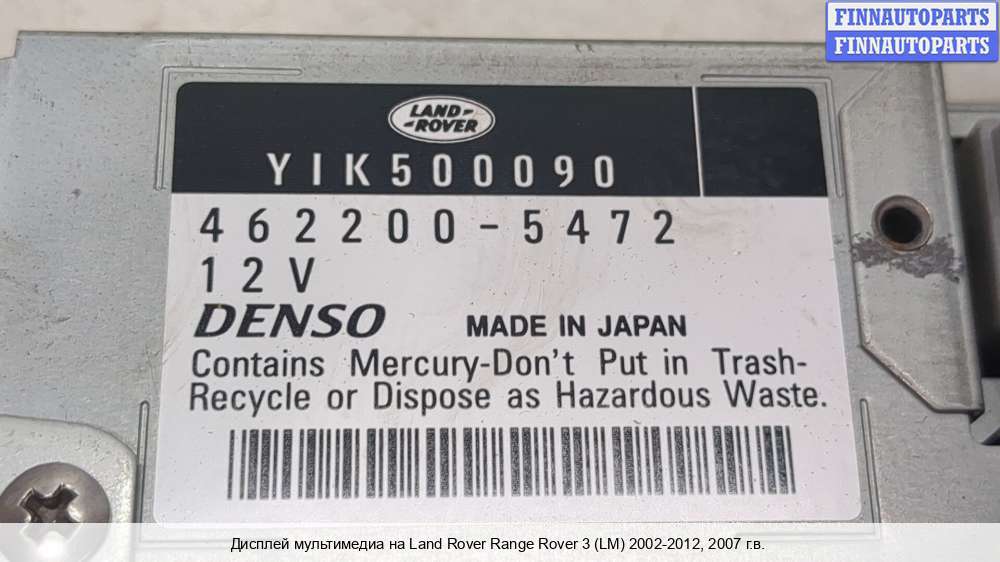 FINNAUTOPARTS
FINNAUTOPARTS
LAND-
-ROVER
YIK500090
462200-5472
12V
DENSO
MADE IN JAPAN
Contains Mercury-Don't Put in Trash-
Recycle or Dispose as Hazardous Waste.
Дисплей мультимедиа на Land Rover Range Rover 3 (LM) 2002-2012, 2007 г.в.